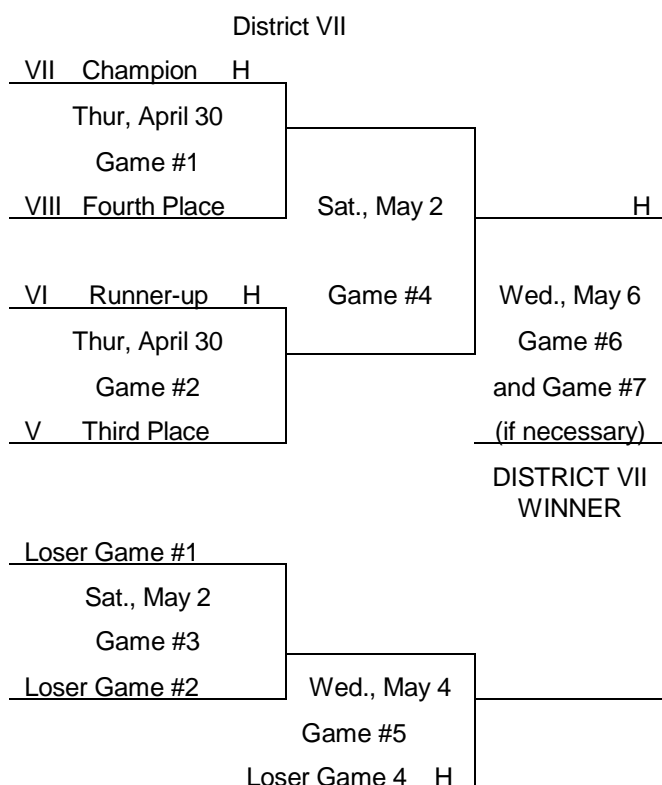 District VII
VII Champion H
Thur, April 30
Game #1
VIII Fourth Place
Sat., May 2
H
VI Runner-up H
Game #4
Wed., May 6
Thur, April 30
Game #6
Game #2
and Game #7
V Third Place
(if necessary)
DISTRICT VII
WINNER
Loser Game #1
Sat., May 2
Game #3
Loser Game #2
Wed., May 4
Game #5
Loser Game 4 H